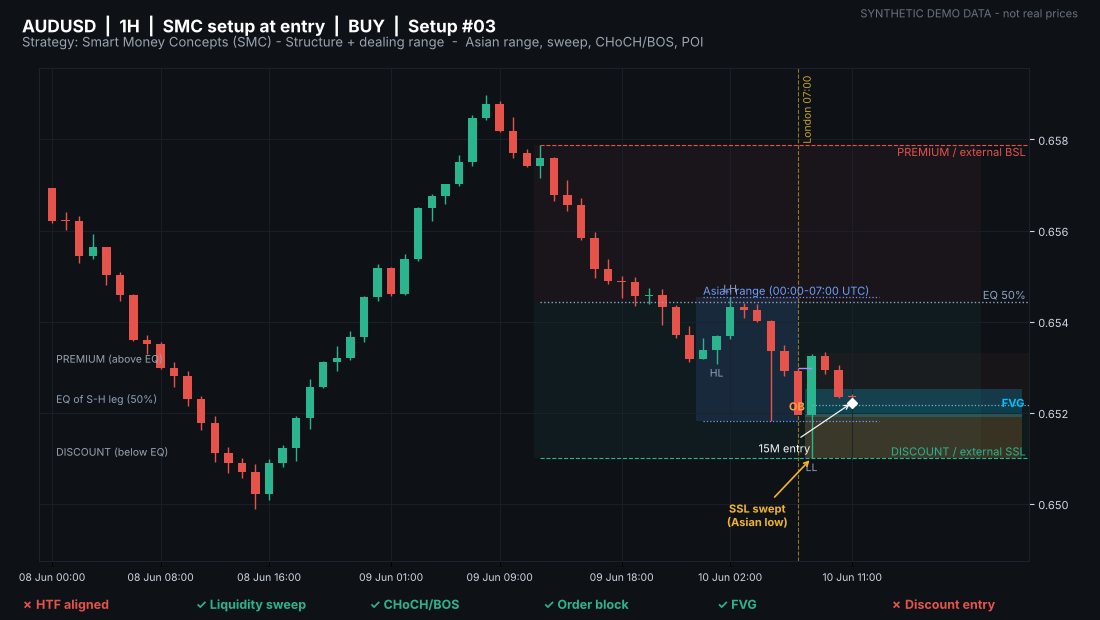 AUDUSD | 1H | SMC setup at entry | BUY | Setup #03
SYNTHETIC DEMO DATA - not real prices
Strategy: Smart Money Concepts (SMC) - Structure + dealing range - Asian range, sweep, CHoCH/BOS, POI
London 07:00
0.658
PREMIUM / external BSL
0.656
LH
Asian range (00:00-07:00 UTC)
EQ 50%
0.654
PREMIUM (above EQ)
HL
EQ of S-H leg (50%)
OB
FVG
0.652
DISCOUNT (below EQ)
15M entry
DISCOUNT / external SSL
LL
SSL swept
(Asian low)
0.650
08 Jun 00:00
08 Jun 08:00
08 Jun 16:00
09 Jun 01:00
09 Jun 09:00
09 Jun 18:00
10 Jun 02:00
10 Jun 11:00
× HTF aligned
✓ Liquidity sweep
✓ CHoCH/BOS
✓ Order block
✓ FVG
× Discount entry